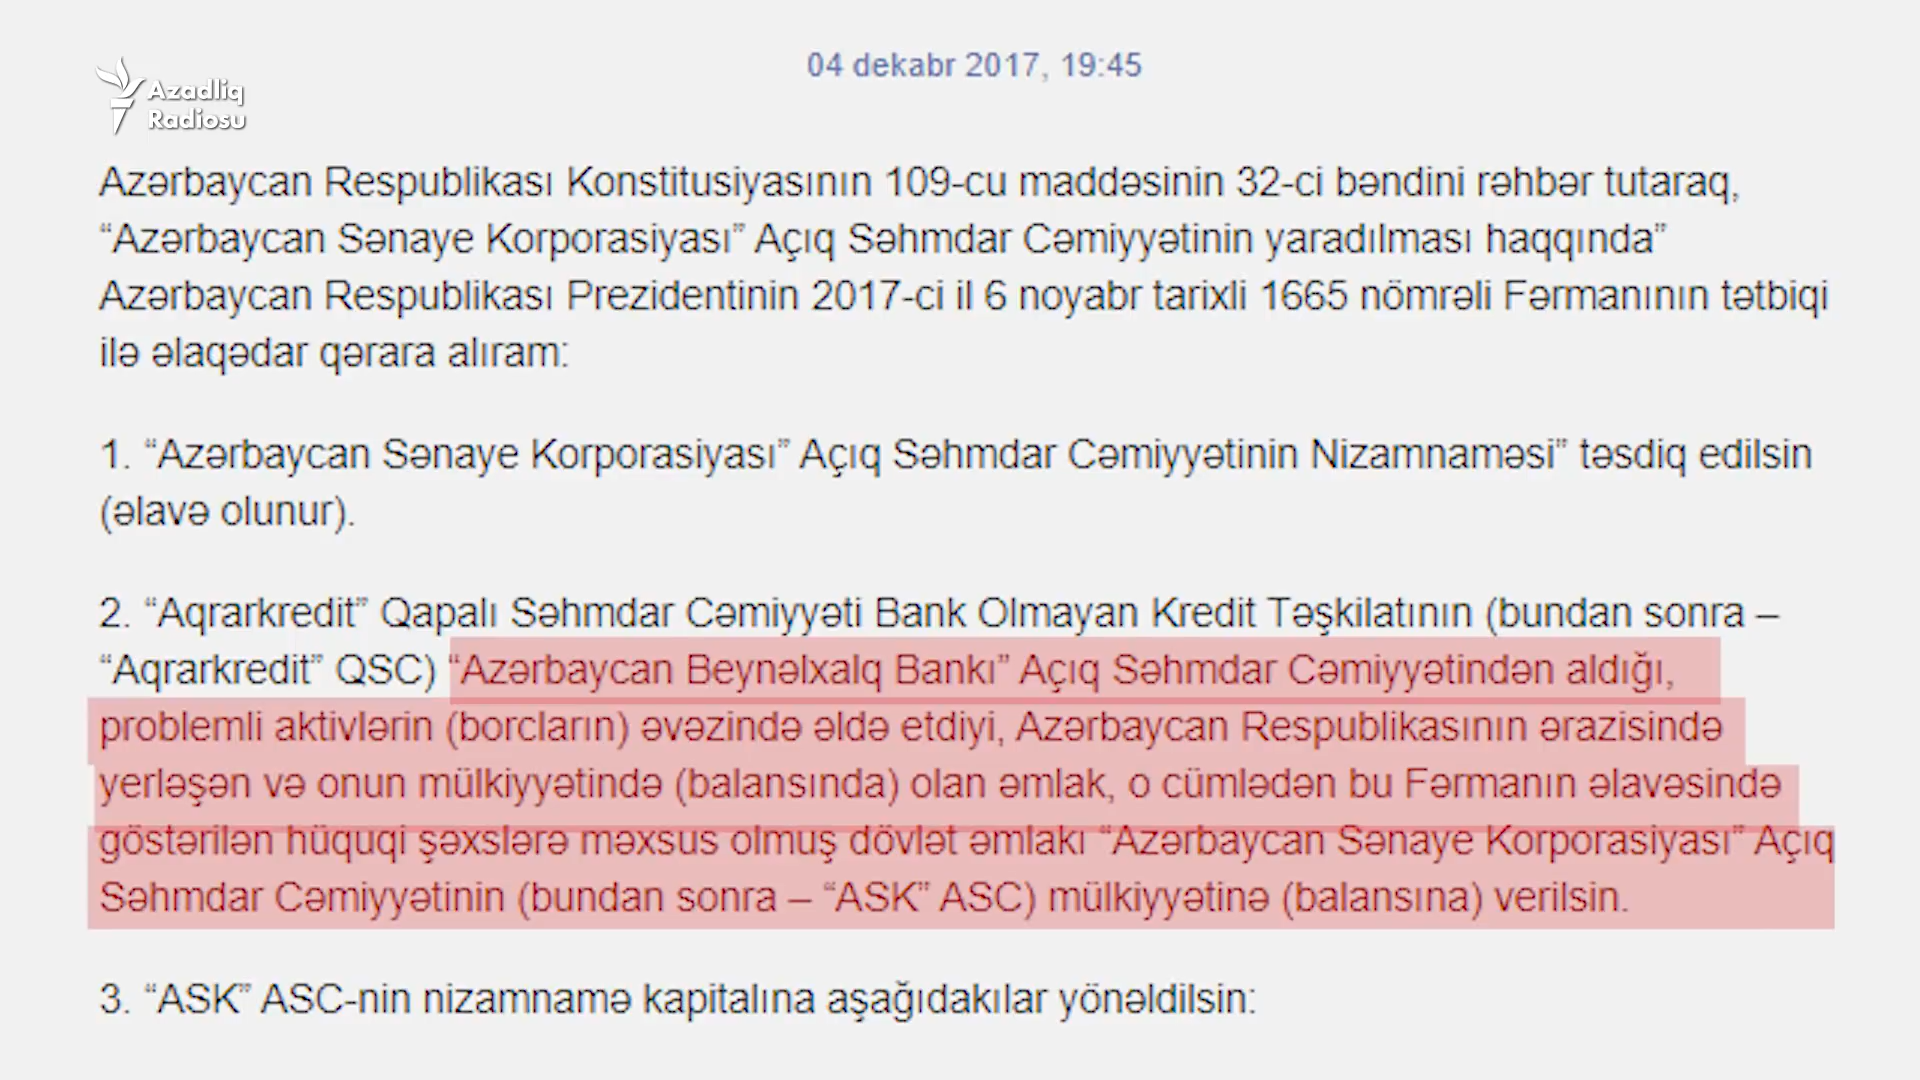 04 dekabr 2017, 19:45
Azadlıq
Radiosu
Azərbaycan Respublikası Konstitusiyasının 109-cu maddəsinin 32-ci bəndini rəhbər tutaraq,
“Azərbaycan Sənaye Korporasiyası” Açıq Səhmdar Cəmiyyətinin yaradılması haqqında”
Azərbaycan Respublikası Prezidentinin 2017-ci il 6 noyabr tarixli 1665 nömrəli Fərmanının tətbiqi
ilə əlaqədar qərara alıram:
1. “Azərbaycan Sənaye Korporasiyası” Açıq Səhmdar Cəmiyyətinin Nizamnaməsi” təsdiq edilsin
(əlavə olunur).
2. “Aqrarkredit” Qapalı Səhmdar Cəmiyyəti Bank Olmayan Kredit Təşkilatının (bundan sonra –
“Aqrarkredit” QSC) “Azərbaycan Beynəlxalq Bankı” Açıq Səhmdar Cəmiyyətindən aldığı,
problemli aktivlərin (borcların) əvəzində əldə etdiyi, Azərbaycan Respublikasının ərazisində
yerləşən və onun mülkiyyətində (balansında) olan əmlak, o cümlədən bu Fərmanın əlavəsində
göstərilən hüquqi şəxslərə məxsus olmuş dövlət əmlakı “Azərbaycan Sənaye Korporasiyası” Açıq
Səhmdar Cəmiyyətinin (bundan sonra – “ASK” ASC) mülkiyyətinə (balansına) verilsin.
3. “ASK” ASC-nin nizamnamə kapitalına aşağıdakılar yönəldilsin: